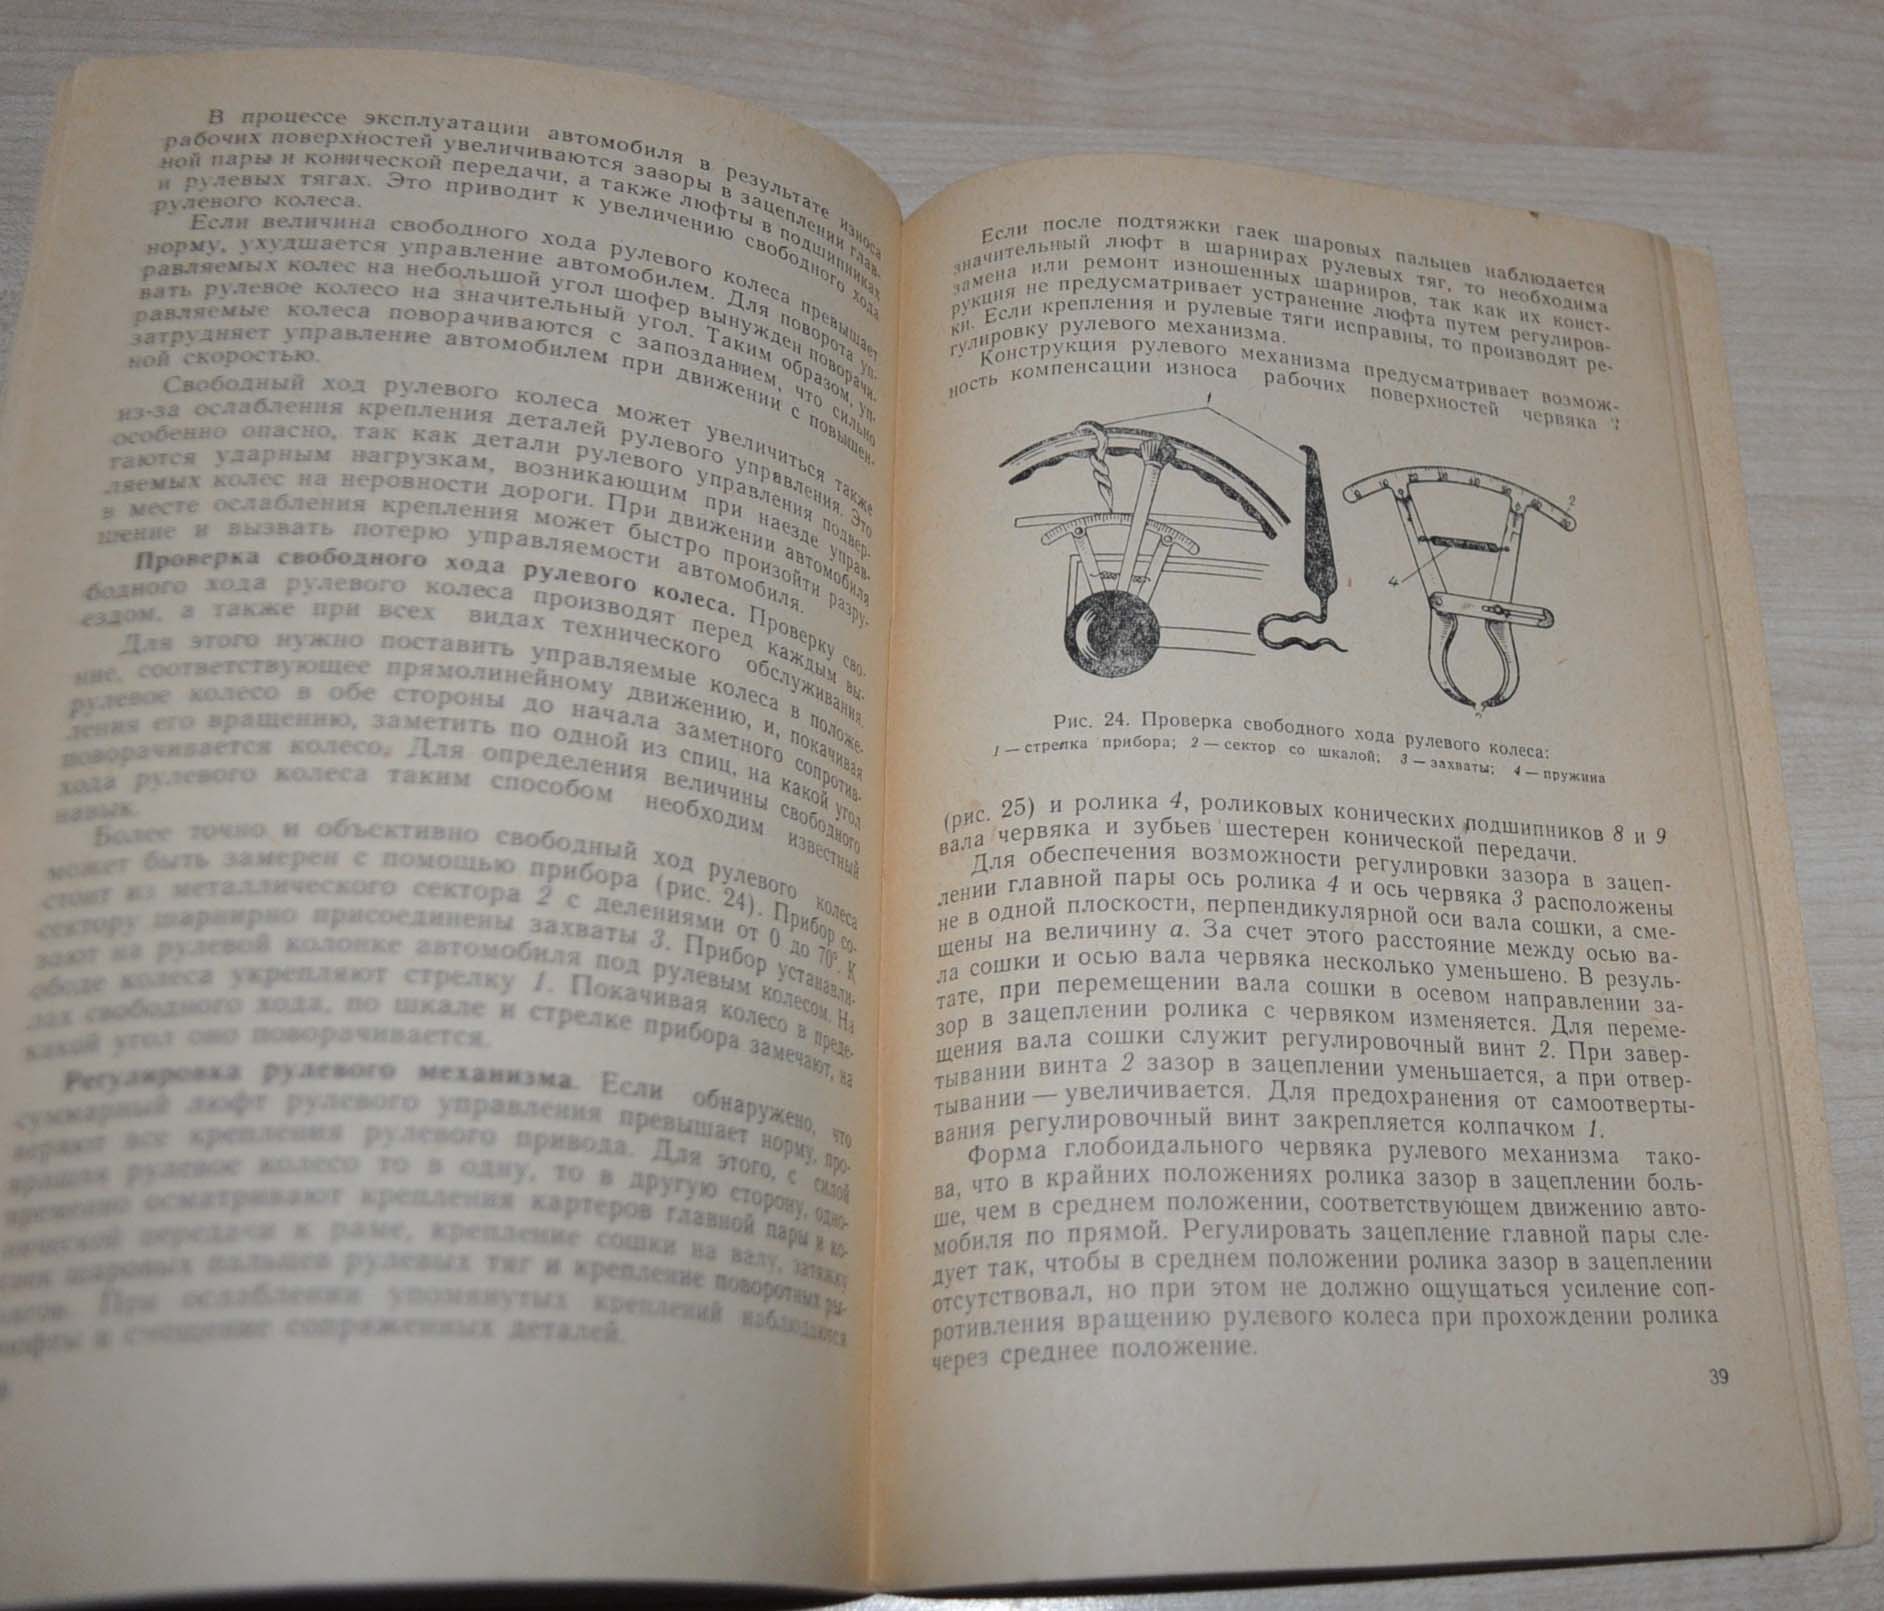 В процессе эксплуатации автомобиля в результате износа
рабочих поверхностей увеличиваются зазоры в зацеплении глав-
ной пары и конической передачи, а также люфты в подшипниках
и рулевых тягах. Это приводит к увеличению свободного хода
рулевого колеса.
Если величина свободного хода рулевого колеса превышает
норму, ухудшается управление автомобилем. Для поворота уп-
равляемых колес на небольшой угол шофер вынужден поворачи-
вать рулевое колесо на значительный угол. Таким образом, уп-
равляемые колеса поворачиваются с запозданием, что сильно
затрудняет управление автомобилем при движении с повышен-
ной скоростью.
Свободный ход рулевого колеса может увеличиться также
из-за ослабления крепления деталей рулевого управления. Это
особенно опасно, так как детали рулевого управления подвер-
гаются ударным нагрузкам, возникающим при наезде управ-
ляемых колес на неровности дороги. При движении автомобиля
в месте ослабления крепления может быстро произойти разру-
шение и вызвать потерю управляемости автомобиля.
Проверка свободного хода рулевого колеса. Проверку сво-
бодного хода рулевого колеса производят перед каждым вы-
ездом, а также при всех видах технического обслуживания.
Для этого нужно поставить управляемые колеса в положе-
ние, соответствующее прямолинейному движению, и, покачивая
рулевое колесо в обе стороны до начала заметного сопротив-
ления его вращению, заметить по одной из спиц, на какой угол
поворачивается колесо. Для определения величины свободного
хода рулевого колеса таким способом необходим известный
навык.
Более точно и объективно свободный ход рулевого колеса
может быть замерен с помощью прибора (рис. 24). Прибор со-
стоит из металлического сектора 2 с делениями от 0 до 70°. К
сектору шарнирно присоединены захваты 3. Прибор устанавли-
вают на рулевой колонке автомобиля под рулевым колесом. На
ободе колеса укрепляют стрелку 1. Покачивая колесо в преде-
лах свободного хода, по шкале и стрелке прибора замечают, на
какой угол оно поворачивается.
Регулировка рулевого механизма. Если обнаружено, что
суммарный люфт рулевого управления превышает норму, про-
веряют все крепления рулевого привода. Для этого, с силой
вращая рулевое колесо то в одну, то в другую сторону, одно-
временно осматривают крепления картеров главной пары и ко-
нической передачи к раме, крепление сошки на валу, затяжку
шаровых пальцев рулевых тяг и крепление поворотных ры-
чагов. При ослаблении упомянутых креплений наблюдаются
люфты и смещение сопряженных деталей.
Если после подтяжки гаек шаровых пальцев наблюдается
значительный люфт в шарнирах рулевых тяг, то необходима
замена или ремонт изношенных шарниров, так как их конст-
рукция не предусматривает устранение люфта путем регулиров-
ки. Если крепления и рулевые тяги исправны, то производят ре-
гулировку рулевого механизма.
Конструкция рулевого механизма предусматривает возмож-
ность компенсации износа рабочих поверхностей червяка
1
2
4
Рис. 24. Проверка свободного хода рулевого колеса:
1 — стрелка прибора; 2 — сектор со шкалой; 3 — захваты; 4 — пружина
(рис. 25) и ролика 4, роликовых конических подшипников 8 и 9
вала червяка и зубьев шестерен конической передачи.
Для обеспечения возможности регулировки зазора в зацеп-
лении главной пары ось ролика 4 и ось червяка 3 расположены
не в одной плоскости, перпендикулярной оси вала сошки, а сме-
щены на величину а. За счет этого расстояние между осью ва-
ла сошки и осью вала червяка несколько уменьшено. В резуль-
тате, при перемещении вала сошки в осевом направлении за-
зор в зацеплении ролика с червяком изменяется. Для переме-
щения вала сошки служит регулировочный винт 2. При завер-
тывании винта 2 зазор в зацеплении уменьшается, а при отвер-
тывании — увеличивается. Для предохранения от самоотверты-
вания регулировочный винт закрепляется колпачком 1.
Форма глобоидального червяка рулевого механизма тако-
ва, что в крайних положениях ролика зазор в зацеплении боль-
ше, чем в среднем положении, соответствующем движению авто-
мобиля по прямой. Регулировать зацепление главной пары сле-
дует так, чтобы в среднем положении ролика зазор в зацеплении
отсутствовал, но при этом не должно ощущаться усиление соп-
ротивления вращению рулевого колеса при прохождении ролика
через среднее положение.
39